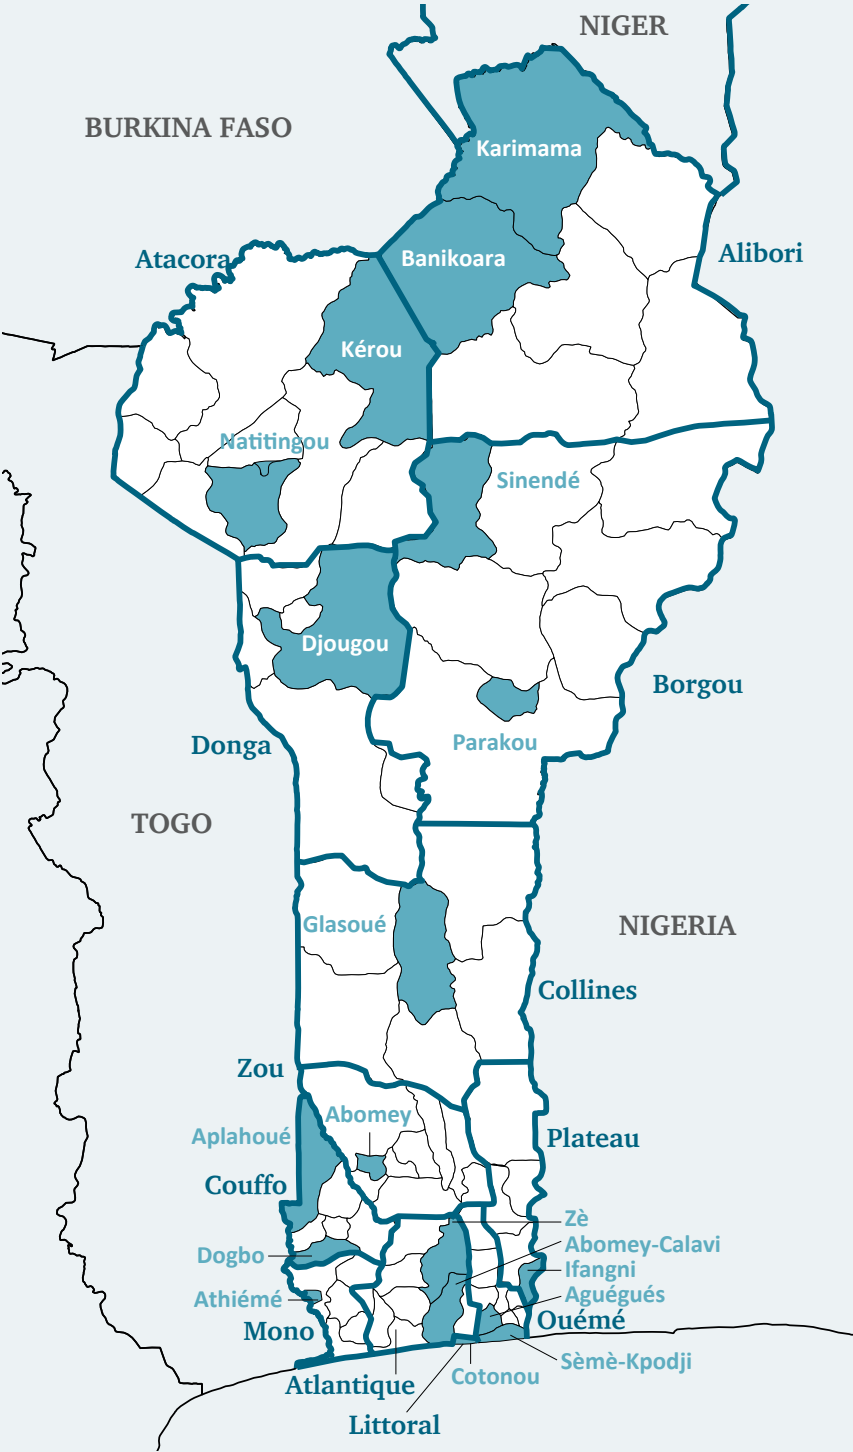 NIGER
BURKINA FASO
Karimama
Alibori
Banikoara
Atacora
Kérou
Natitingou
Sinendé
Djougou
Borgou
Parakou
Donga
TOGO
Glasoué
NIGERIA
Collines
Zou
Abomey
Aplahoué
Plateau
Couffo
Zè
Abomey-Calavi
Dogbo
Ifangni
Aguégués
Athiémé
Ouémé
Mono
Sèmè-Kpodji
Cotonou
Atlantique
Littoral